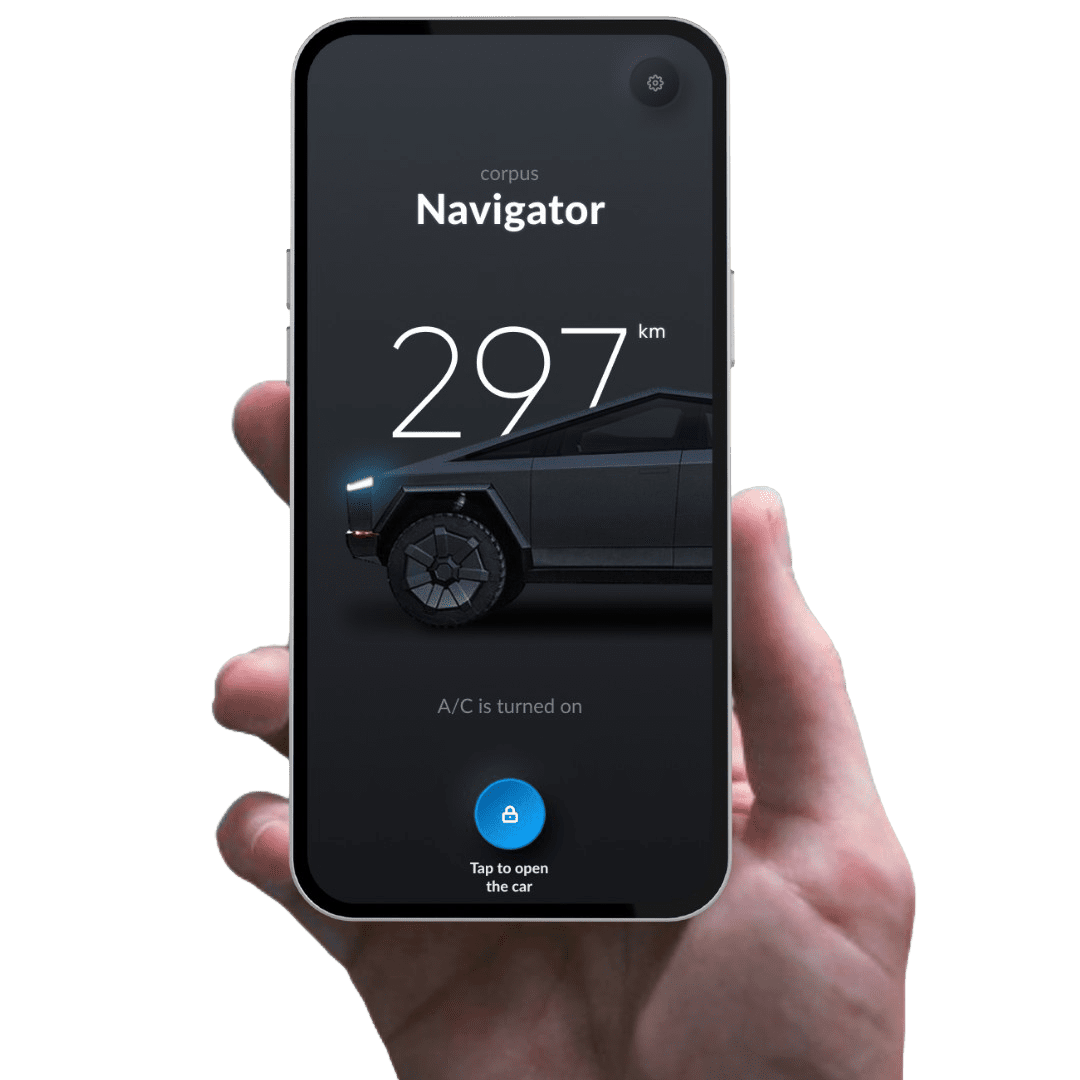 corpus
Navigator
297 km
A/C is turned on
Tap to open
the car